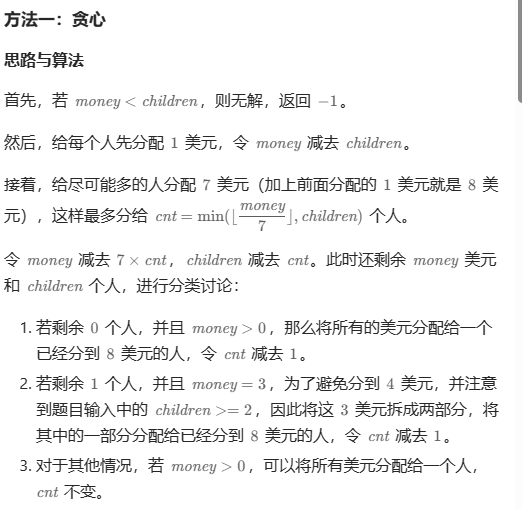 方法一：贪心
思路与算法
首先，若 money < children，则无解，返回 −1。
然后，给每个人先分配 1 美元，令 money 减去 children。
接着，给尽可能多的人分配 7 美元（加上前面分配的 1 美元就是 8 美
元），这样最多分给 cnt = min(⌊money/7⌋, children) 个人。
令 money 减去 7 × cnt， children 减去 cnt。此时还剩余 money 美元
和 children 个人，进行分类讨论：
1. 若剩余 0 个人，并且 money > 0，那么将所有的美元分配给一个
已经分到 8 美元的人，令 cnt 减去 1。
2. 若剩余 1 个人，并且 money = 3，为了避免分到 4 美元，并注意
到题目输入中的 children >= 2，因此将这 3 美元拆成两部分，将
其中的一部分分配给已经分到 8 美元的人，令 cnt 减去 1。
3. 对于其他情况，若 money > 0，可以将所有美元分配给一个人，
cnt 不变。